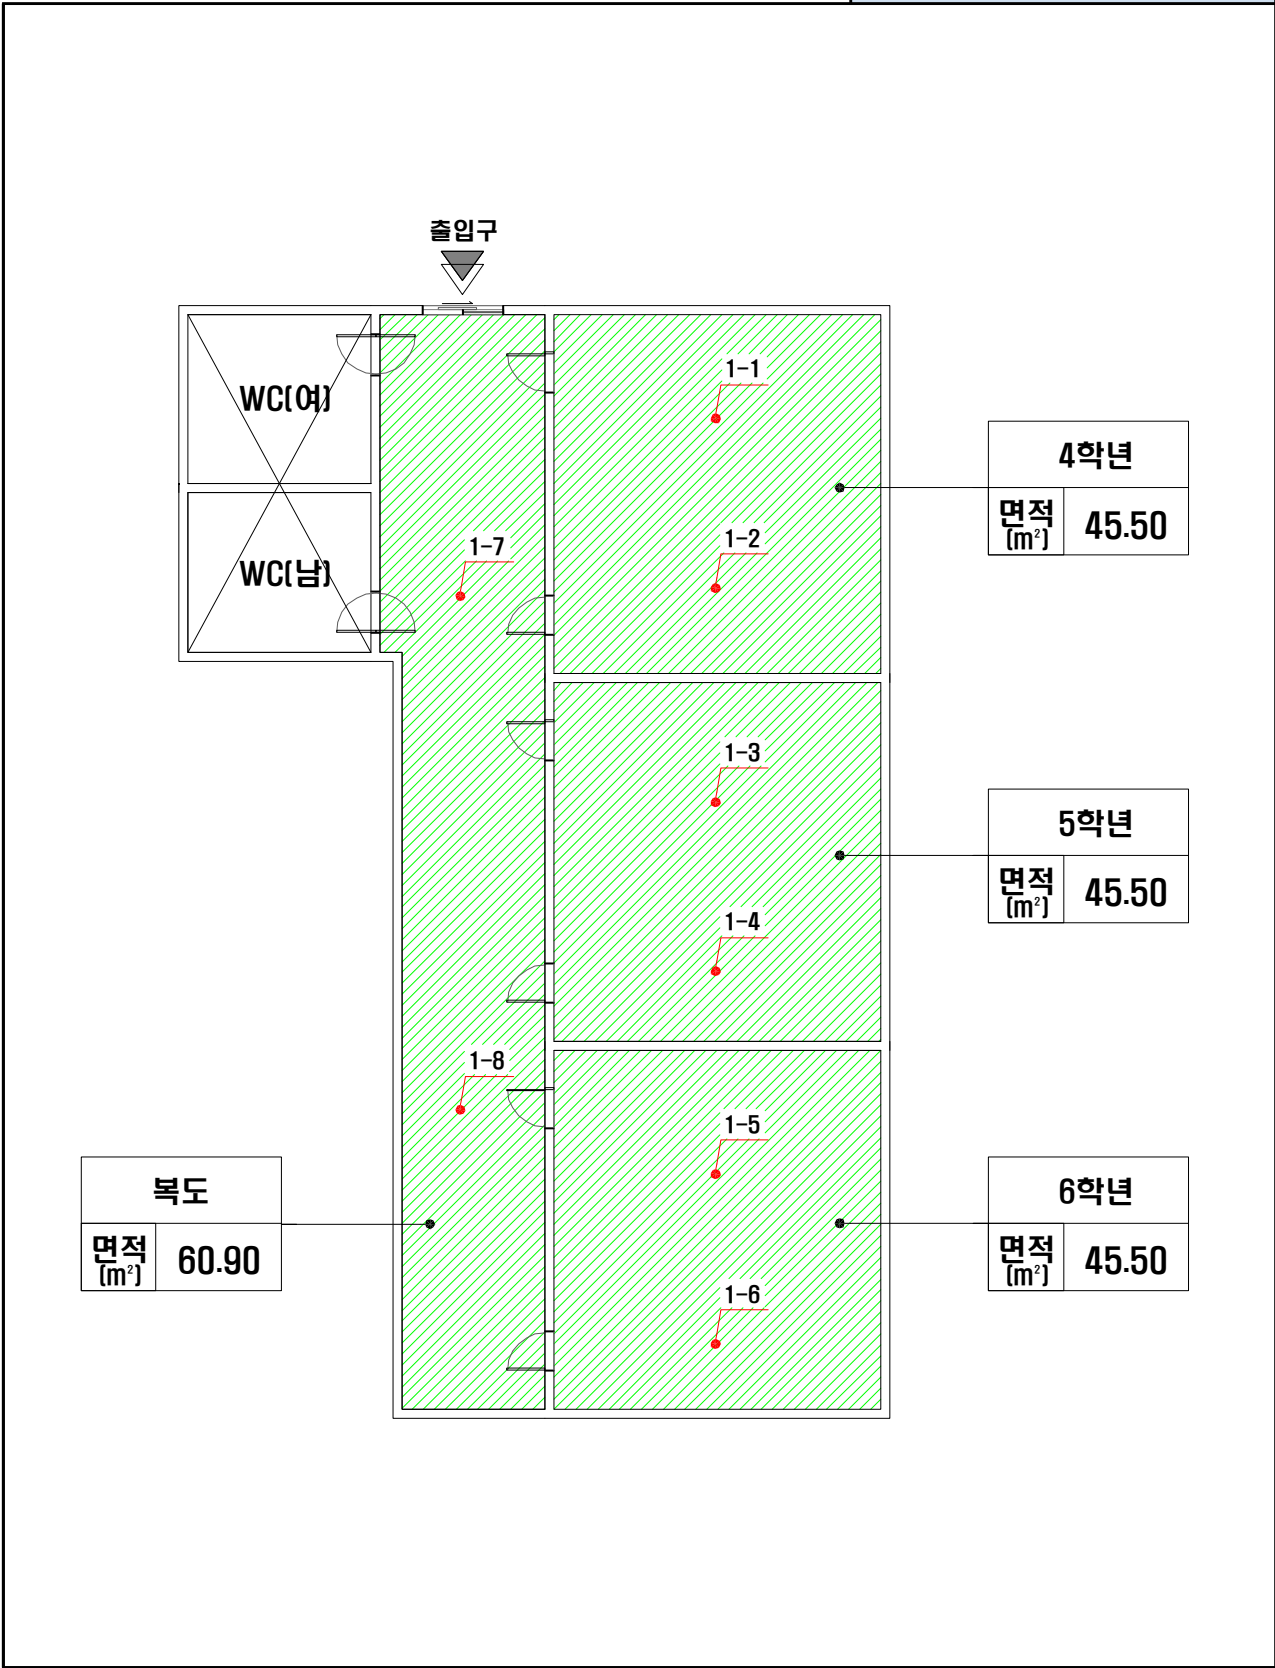 출입구
WC(여)
WC(남)
1-1
1-2
1-7
4학년
면적
(m²)
45.50
1-3
1-4
5학년
면적
(m²)
45.50
1-8
1-5
1-6
복도
면적
(m²)
60.90
6학년
면적
(m²)
45.50